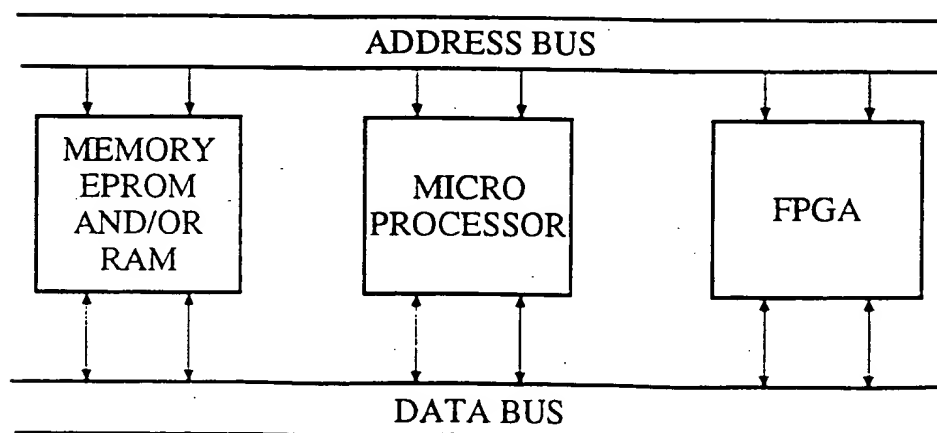 ADDRESS BUS
MEMORY
EPROM
AND/OR
RAM
MICRO
PROCESSOR
FPGA
DATA BUS